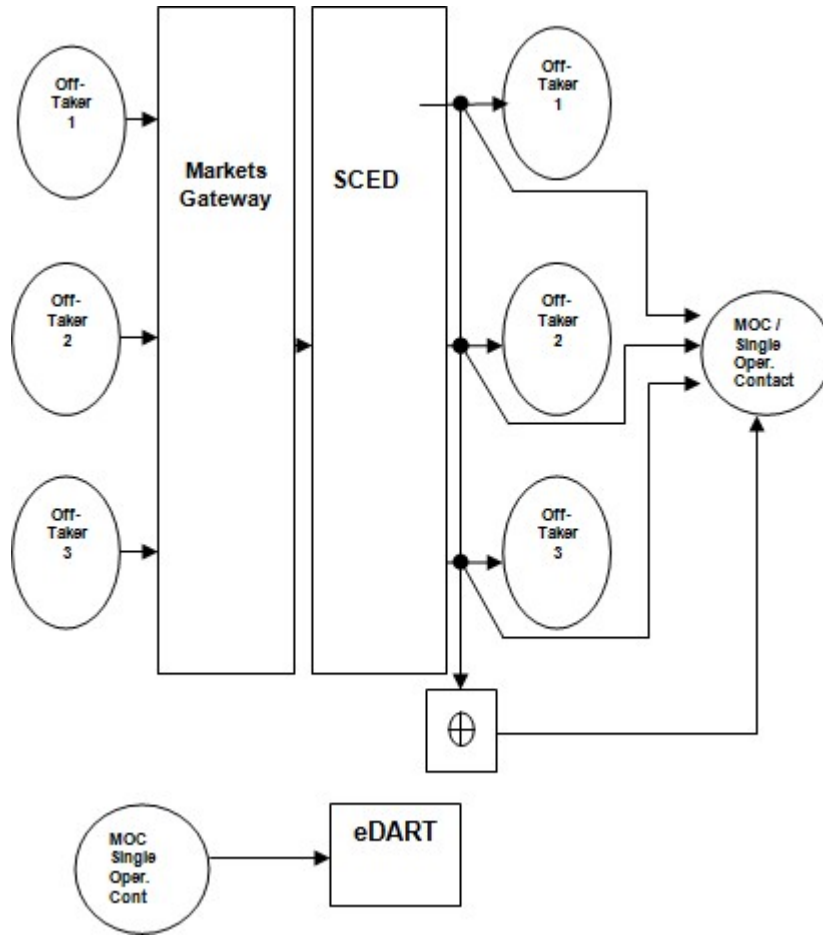 Off-
Taker
1
Off-
Taker
2
Off-
Taker
3
Markets
Gateway
SCED
Off-
Taker
1
Off-
Taker
2
Off-
Taker
3
MOC /
Single
Oper.
Contact
MOC
Single
Oper.
Cont
eDART